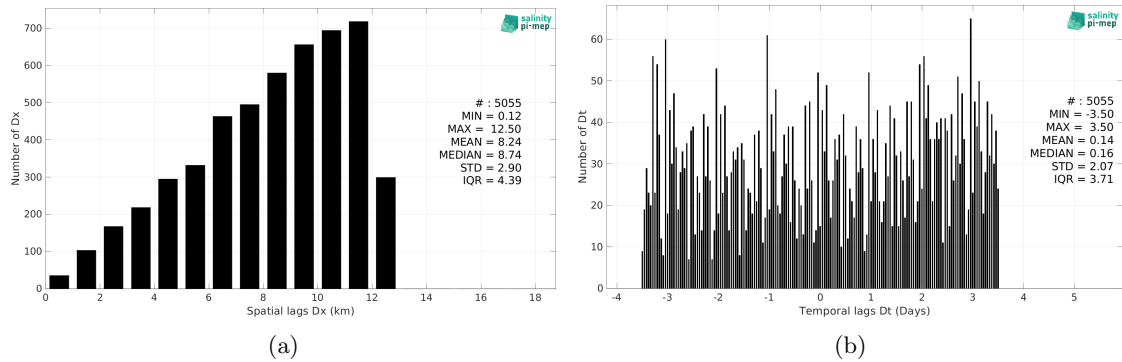 salinity
pi-mep
700
600
500
400
300
200
100
0
Number of Dx
# : 5055
MIN = 0.12
MAX = 12.50
MEAN = 8.24
MEDIAN = 8.74
STD = 2.90
IQR = 4.39
0 2 4 6 8 10 12 14 16 18
Spatial lags Dx (km)
(a)
salinity
pi-mep
60
50
40
30
20
10
0
Number of Dt
# : 5055
MIN = -3.50
MAX = 3.50
MEAN = 0.14
MEDIAN = 0.16
STD = 2.07
IQR = 3.71
-4 -3 -2 -1 0 1 2 3 4 5
Temporal lags Dt (Days)
(b)